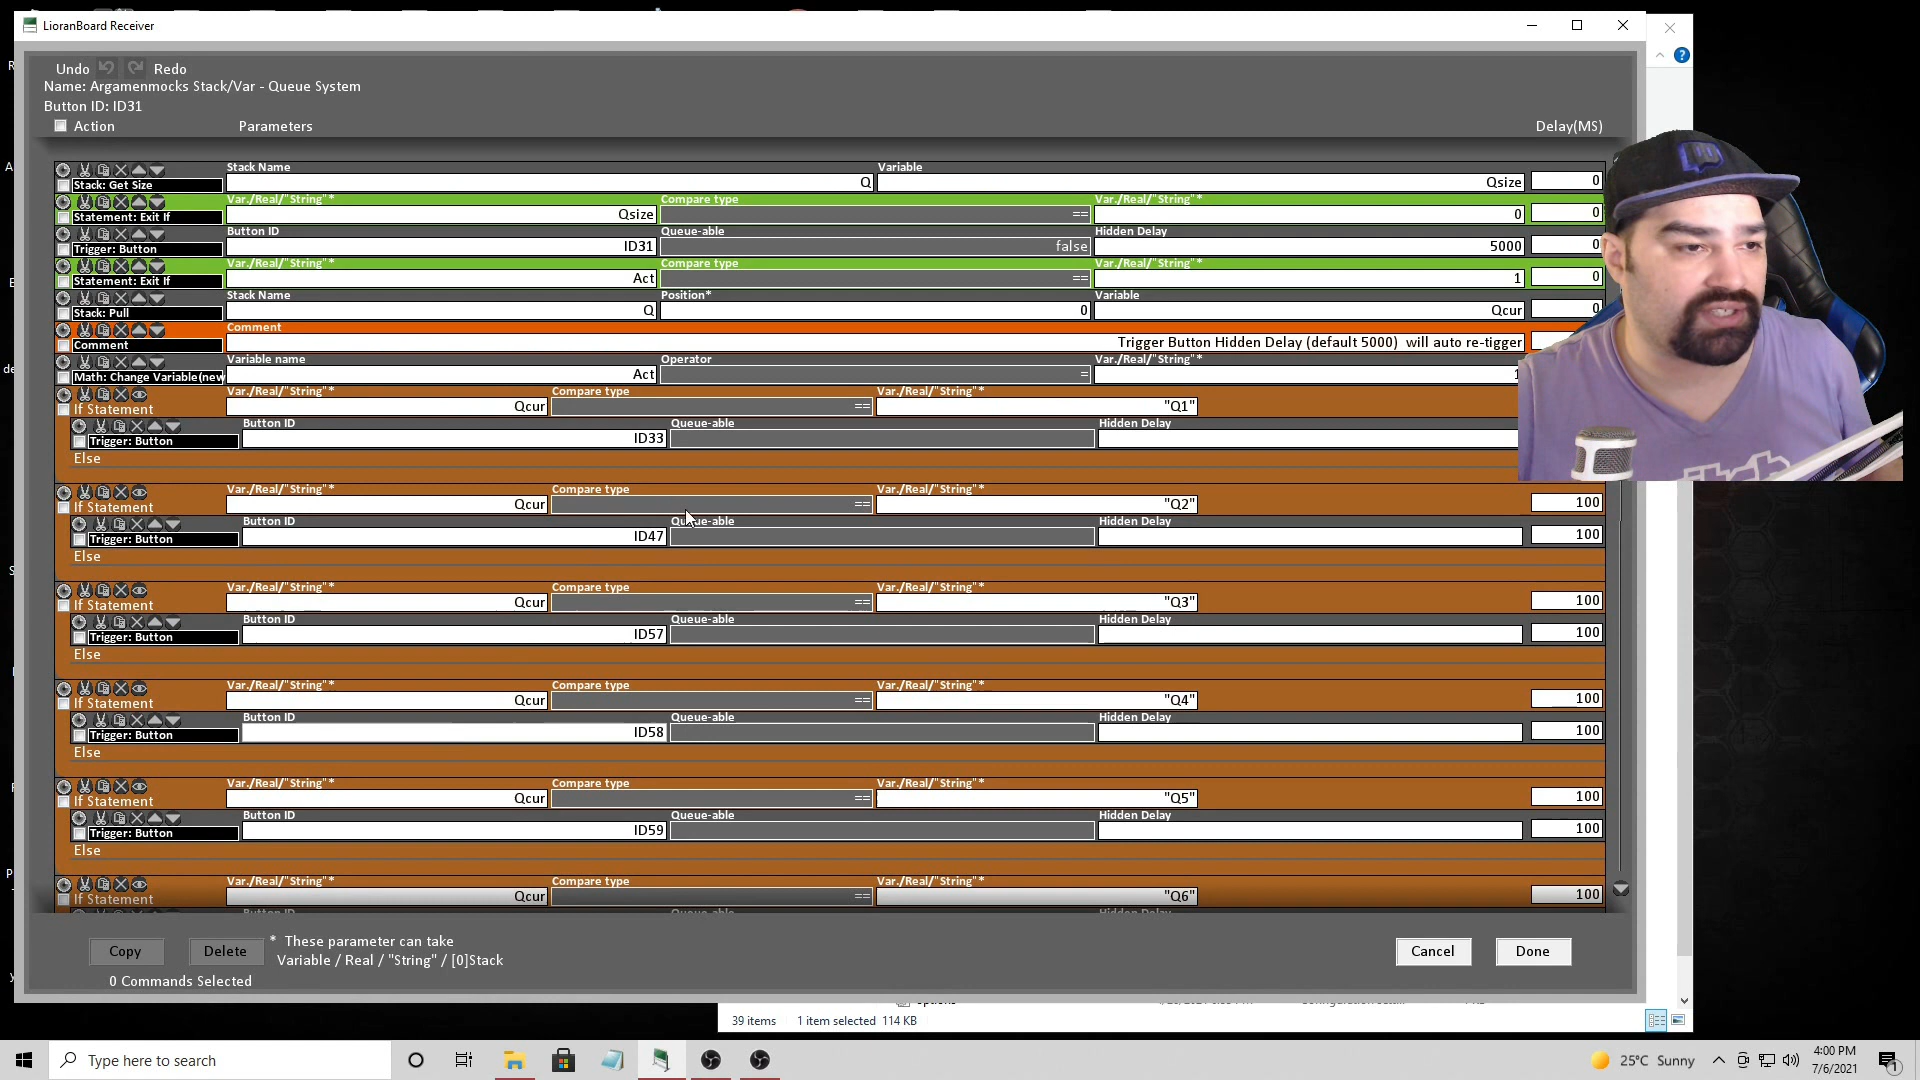 LioranBoard Receiver
Undo Redo
Name: Argamenmocks Stack/Var - Queue System
Button ID: ID31
Action Parameters Delay(MS)
Stack Name Variable
Stack: Get Size Q Qsize 0
Var./Real/"String"* Compare type Var./Real/"String"*
Statement: Exit If Qsize == 0 0
Button ID Queue-able Hidden Delay
Trigger: Button ID31 false 5000 0
Var./Real/"String"* Compare type Var./Real/"String"*
Statement: Exit If Act == 1 0
Stack Name Position* Variable
Stack: Pull Q 0 Qcur 0
Comment
Comment Trigger Button Hidden Delay (default 5000) will auto re-tigger
Variable name Operator Var./Real/"String"*
Math: Change Variable(new Act = 1
Var./Real/"String"* Compare type Var./Real/"String"*
If Statement Qcur == "Q1"
Button ID Queue-able Hidden Delay
Trigger: Button ID33
Else
Var./Real/"String"* Compare type Var./Real/"String"*
If Statement Qcur == "Q2" 100
Button ID Queue-able Hidden Delay
Trigger: Button ID47 100
Else
Var./Real/"String"* Compare type Var./Real/"String"*
If Statement Qcur == "Q3" 100
Button ID Queue-able Hidden Delay
Trigger: Button ID57 100
Else
Var./Real/"String"* Compare type Var./Real/"String"*
If Statement Qcur == "Q4" 100
Button ID Queue-able Hidden Delay
Trigger: Button ID58 100
Else
Var./Real/"String"* Compare type Var./Real/"String"*
If Statement Qcur == "Q5" 100
Button ID Queue-able Hidden Delay
Trigger: Button ID59 100
Else
Var./Real/"String"* Compare type Var./Real/"String"*
If Statement Qcur == "Q6" 100
Button ID Queue-able Hidden Delay
Copy Delete * These parameter can take
Variable / Real / "String" / [0]Stack
Cancel Done
0 Commands Selected
39 items 1 item selected 114 KB
Type here to search
25°C Sunny
4:00 PM
7/6/2021